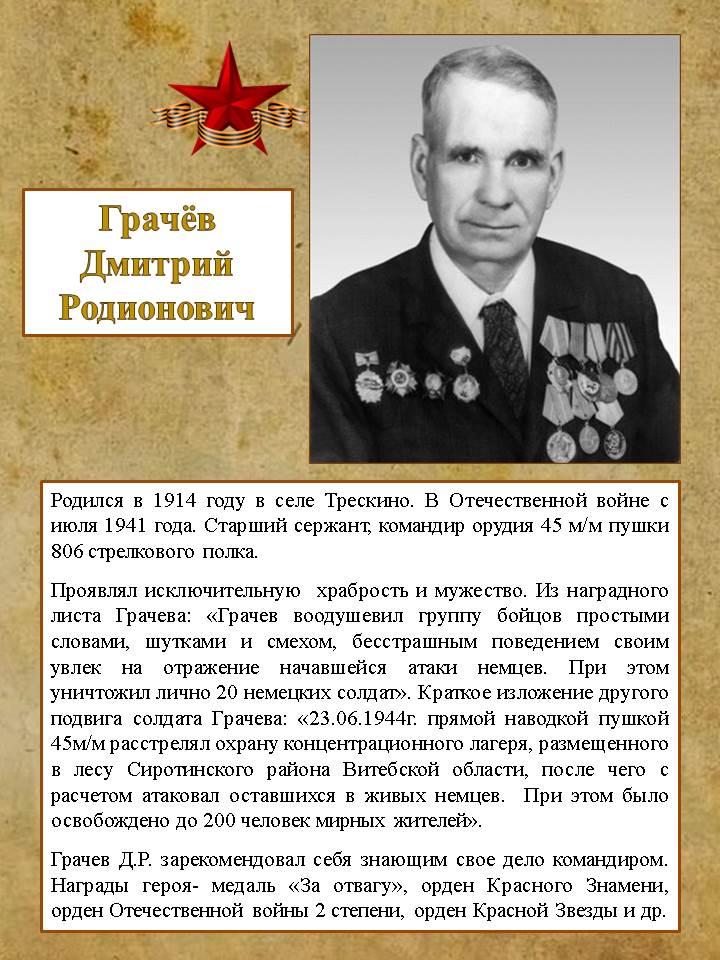 Грачёв
Дмитрий
Родионович
Родился в 1914 году в селе Трескино. В Отечественной войне с
июля 1941 года. Старший сержант, командир орудия 45 м/м пушки
806 стрелкового полка.
Проявлял исключительную храбрость и мужество. Из наградного
листа Грачева: «Грачев воодушевил группу бойцов простыми
словами, шутками и смехом, бесстрашным поведением своим
увлек на отражение начавшейся атаки немцев. При этом
уничтожил лично 20 немецких солдат». Краткое изложение другого
подвига солдата Грачева: «23.06.1944г. прямой наводкой пушкой
45м/м расстрелял охрану концентрационного лагеря, размещенного
в лесу Сиротинского района Витебской области, после чего с
расчетом атаковал оставшихся в живых немцев. При этом было
освобождено до 200 человек мирных жителей».
Грачев Д.Р. зарекомендовал себя знающим свое дело командиром.
Награды героя- медаль «За отвагу», орден Красного Знамени,
орден Отечественной войны 2 степени, орден Красной Звезды и др.